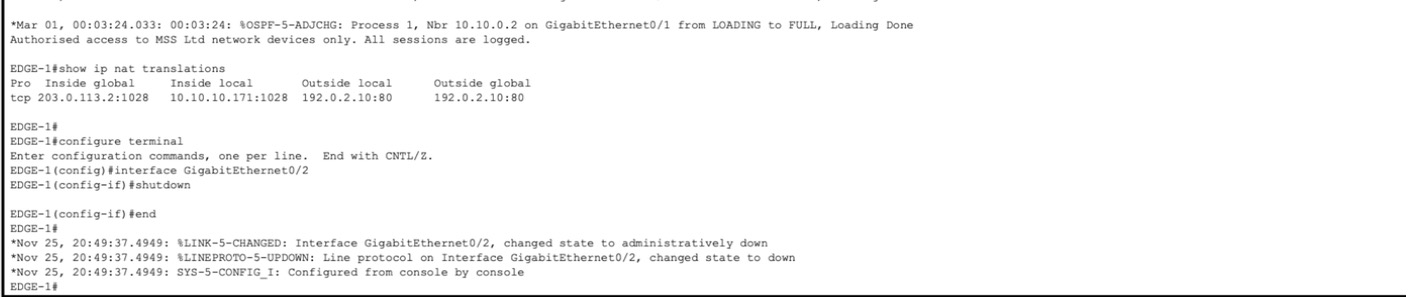 *Mar 01, 00:03:24.033: 00:03:24: %OSPF-5-ADJCHG: Process 1, Nbr 10.10.0.2 on GigabitEthernet0/1 from LOADING to FULL, Loading Done
Authorised access to MSS Ltd network devices only. All sessions are logged.
EDGE-1#show ip nat translations
Pro  Inside global     Inside local       Outside local      Outside global
tcp 203.0.113.2:1028   10.10.10.171:1028  192.0.2.10:80      192.0.2.10:80
EDGE-1#
EDGE-1#configure terminal
Enter configuration commands, one per line.  End with CNTL/Z.
EDGE-1(config)#interface GigabitEthernet0/2
EDGE-1(config-if)#shutdown
EDGE-1(config-if)#end
EDGE-1#
*Nov 25, 20:49:37.4949: %LINK-5-CHANGED: Interface GigabitEthernet0/2, changed state to administratively down
*Nov 25, 20:49:37.4949: %LINEPROTO-5-UPDOWN: Line protocol on Interface GigabitEthernet0/2, changed state to down
*Nov 25, 20:49:37.4949: SYS-5-CONFIG_I: Configured from console by console
EDGE-1#